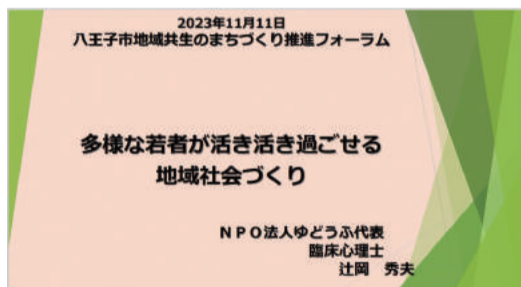 2023年11月11日
八王子市地域共生のまちづくり推進フォーラム
多様な若者が活き活き過ごせる
地域社会づくり
NPO法人ゆどうふ代表
臨床心理士
辻岡　秀夫